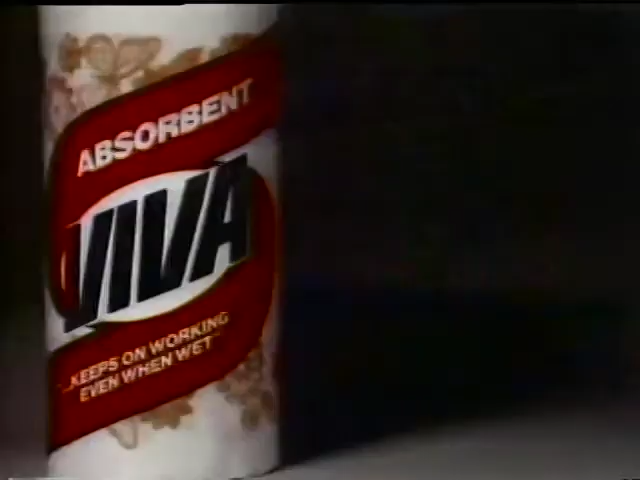 ABSORBENT
VIVA
"...KEEPS ON WORKING
EVEN WHEN WET"